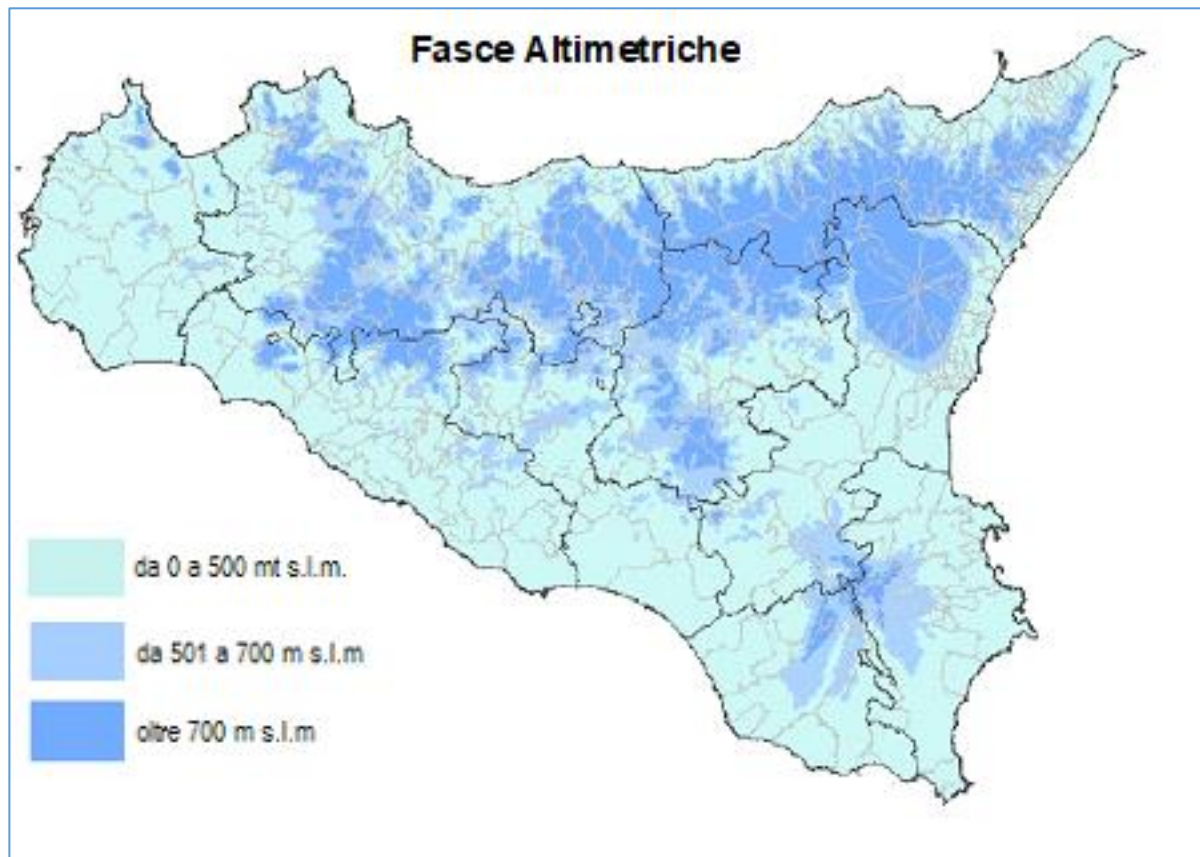 Fasce Altimetriche
da 0 a 500 mt s.l.m.
da 501 a 700 m s.l.m
oltre 700 m s.l.m